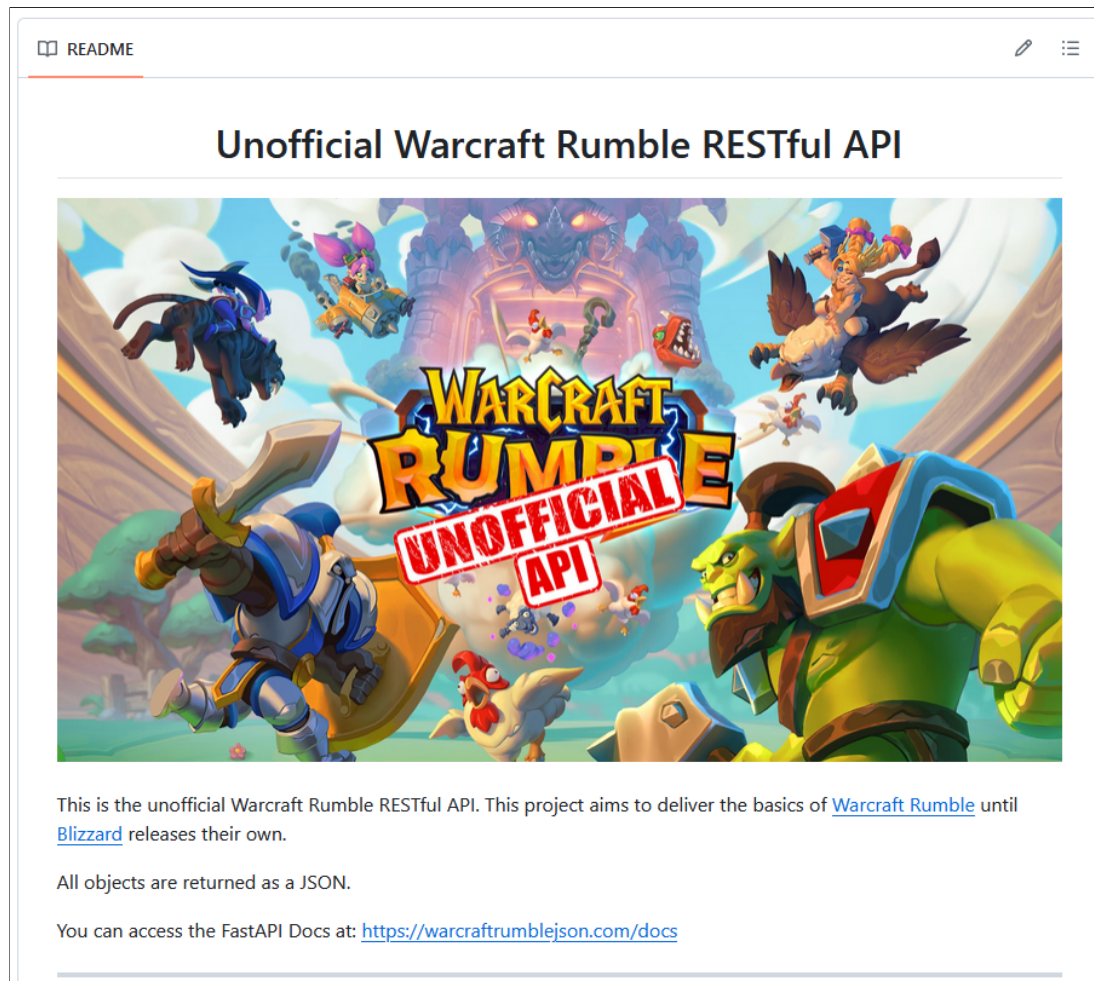 README
Unofficial Warcraft Rumble RESTful API
WARCRAFT
RUMBLE
UNOFFICIAL
API
This is the unofficial Warcraft Rumble RESTful API. This project aims to deliver the basics of Warcraft Rumble until
Blizzard releases their own.
All objects are returned as a JSON.
You can access the FastAPI Docs at: https://warcraftrumblejson.com/docs